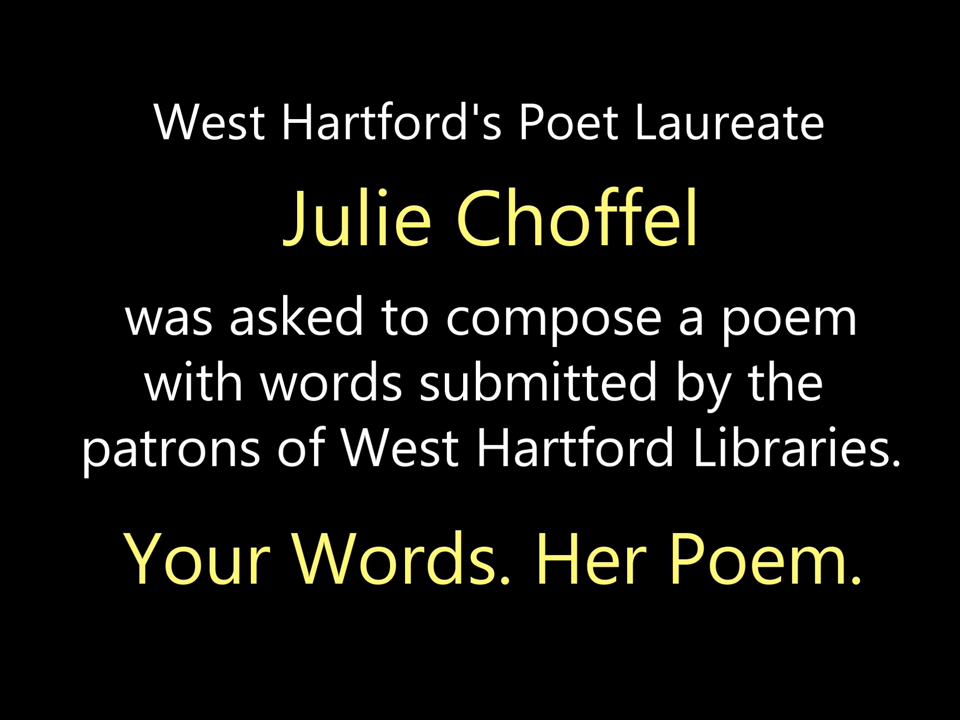 West Hartford's Poet Laureate
Julie Choffel
was asked to compose a poem
with words submitted by the
patrons of West Hartford Libraries.
Your Words. Her Poem.